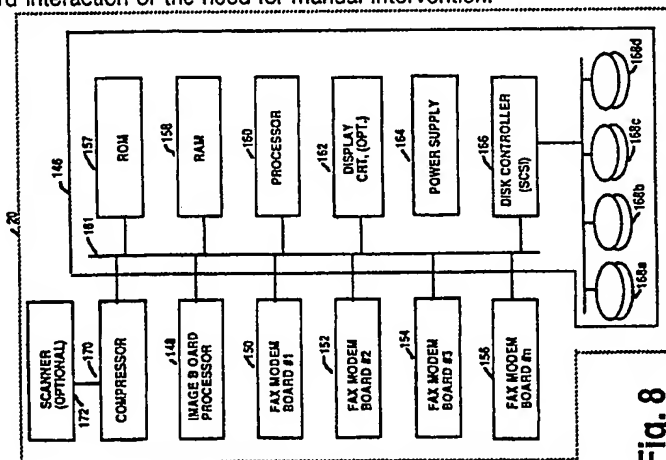 rd interaction or the need for manual intervention.
20
146
SCANNER
(OPTIONAL)
172
170
COMPRESSOR
161
157
ROM
148
IMAGE B OARD
PROCESSOR
158
RAM
150
FAX MODEM
BOARD #1
160
PROCESSOR
152
FAX MODEM
BOARD #2
162
DISPLAY
CRT, (OPT.)
154
FAX MODEM
BOARD #3
164
POWER SUPPLY
156
FAX MODEM
BOARD #n
166
DISK CONTROLLER
(SCSI)
168a
168b
168c
168d
Fig. 8